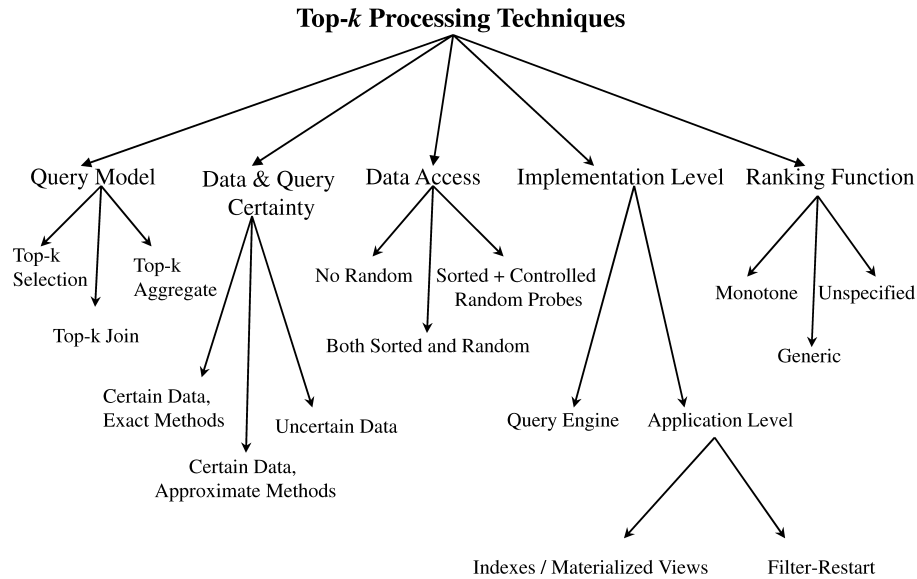 Top-k Processing Techniques
Query Model
Data & Query
Certainty
Data Access
Implementation Level
Ranking Function
Top-k
Selection
Top-k Join
Top-k
Aggregate
Certain Data,
Exact Methods
Certain Data,
Approximate Methods
Uncertain Data
No Random
Both Sorted and Random
Sorted + Controlled
Random Probes
Query Engine
Application Level
Indexes / Materialized Views
Filter-Restart
Monotone
Generic
Unspecified